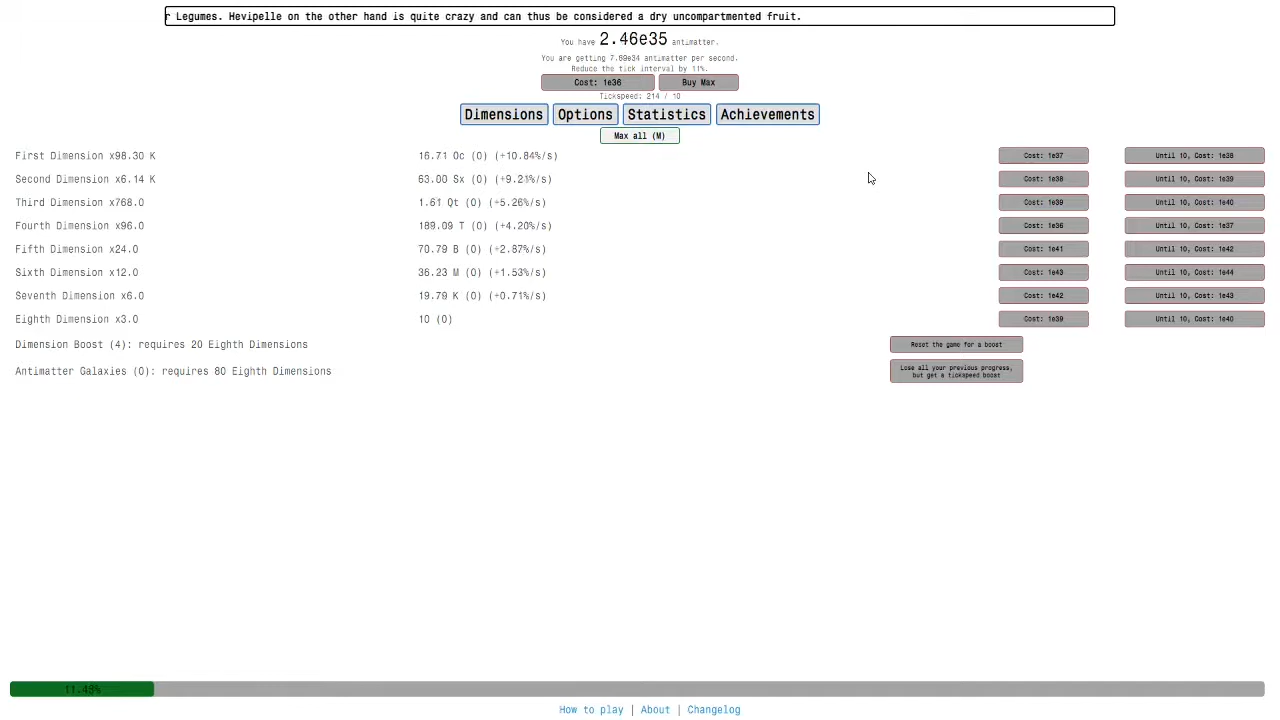 r Legumes. Hevipelle on the other hand is quite crazy and can thus be considered a dry uncompartmented fruit.
You have 2.46e35 antimatter.
You are getting 7.69e34 antimatter per second.
Reduce the tick interval by 11%.
Cost: 1e36 Buy Max
Tickspeed: 214 / 10
Dimensions Options Statistics Achievements
Max all (M)
First Dimension x98.30 K 16.71 Oc (0) (+10.84%/s) Cost: 1e37 Until 10, Cost: 1e38
Second Dimension x6.14 K 63.00 Sx (0) (+9.21%/s) Cost: 1e38 Until 10, Cost: 1e39
Third Dimension x768.0 1.61 Qt (0) (+5.26%/s) Cost: 1e39 Until 10, Cost: 1e40
Fourth Dimension x96.0 189.09 T (0) (+4.20%/s) Cost: 1e36 Until 10, Cost: 1e37
Fifth Dimension x24.0 70.79 B (0) (+2.87%/s) Cost: 1e41 Until 10, Cost: 1e42
Sixth Dimension x12.0 36.23 M (0) (+1.53%/s) Cost: 1e43 Until 10, Cost: 1e44
Seventh Dimension x6.0 19.79 K (0) (+0.71%/s) Cost: 1e42 Until 10, Cost: 1e43
Eighth Dimension x3.0 10 (0) Cost: 1e39 Until 10, Cost: 1e40
Dimension Boost (4): requires 20 Eighth Dimensions Reset the game for a boost
Antimatter Galaxies (0): requires 80 Eighth Dimensions Lose all your previous progress,
but get a tickspeed boost
11.49%
How to play | About | Changelog